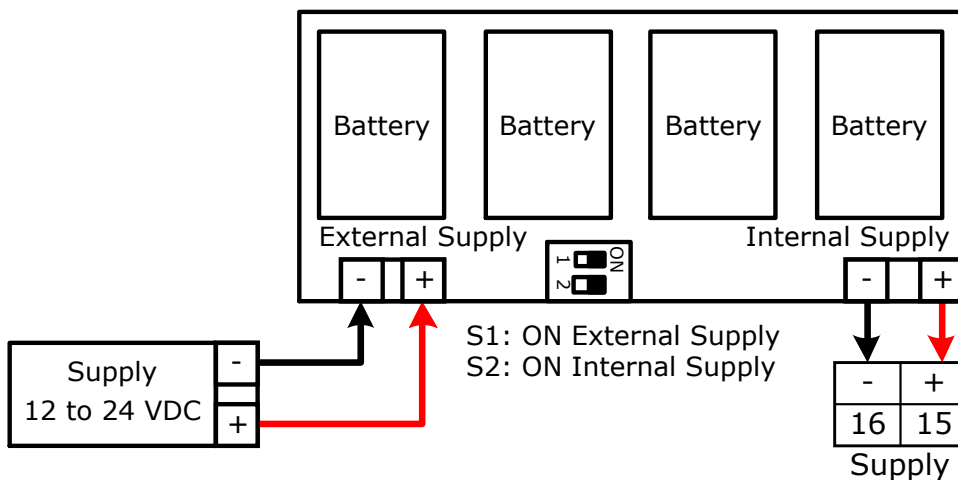 Battery Battery Battery Battery
External Supply Internal Supply
ON
1
2
- + - +
S1: ON External Supply
S2: ON Internal Supply
Supply
12 to 24 VDC
-
+
- +
16 15
Supply